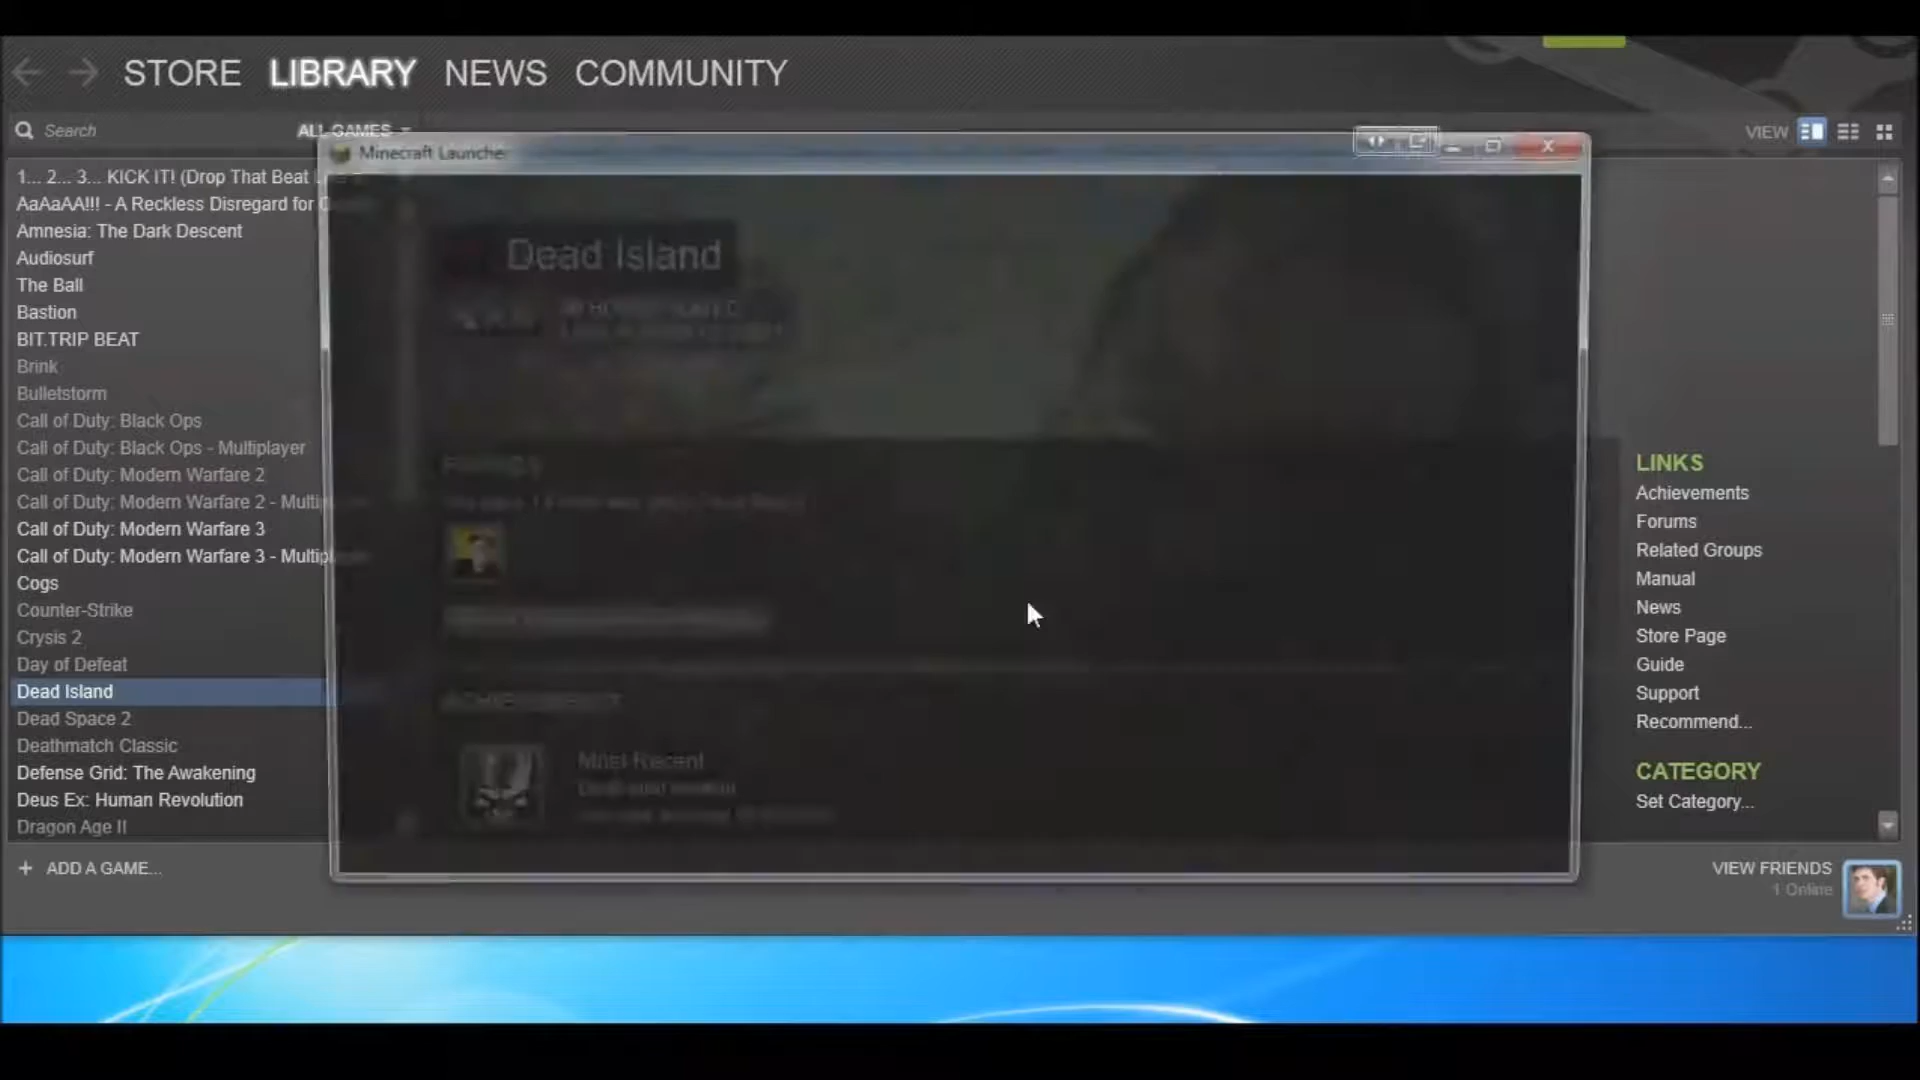 STORE LIBRARY NEWS COMMUNITY
Search
ALL GAMES
VIEW
Minecraft Launcher
1... 2... 3... KICK IT! (Drop That Beat
AaAaAA!!! - A Reckless Disregard for
Amnesia: The Dark Descent
Audiosurf
The Ball
Bastion
BIT.TRIP BEAT
Brink
Bulletstorm
Call of Duty: Black Ops
Call of Duty: Black Ops - Multiplayer
Call of Duty: Modern Warfare 2
Call of Duty: Modern Warfare 2 - Multi
Call of Duty: Modern Warfare 3
Call of Duty: Modern Warfare 3 - Multip
Cogs
Counter-Strike
Crysis 2
Day of Defeat
Dead Island
Dead Space 2
Deathmatch Classic
Defense Grid: The Awakening
Deus Ex: Human Revolution
Dragon Age II
+ ADD A GAME...
Dead Island
FRIENDS
ACHIEVEMENTS
Most Recent
LINKS
Achievements
Forums
Related Groups
Manual
News
Store Page
Guide
Support
Recommend...
CATEGORY
Set Category...
VIEW FRIENDS
1 Online